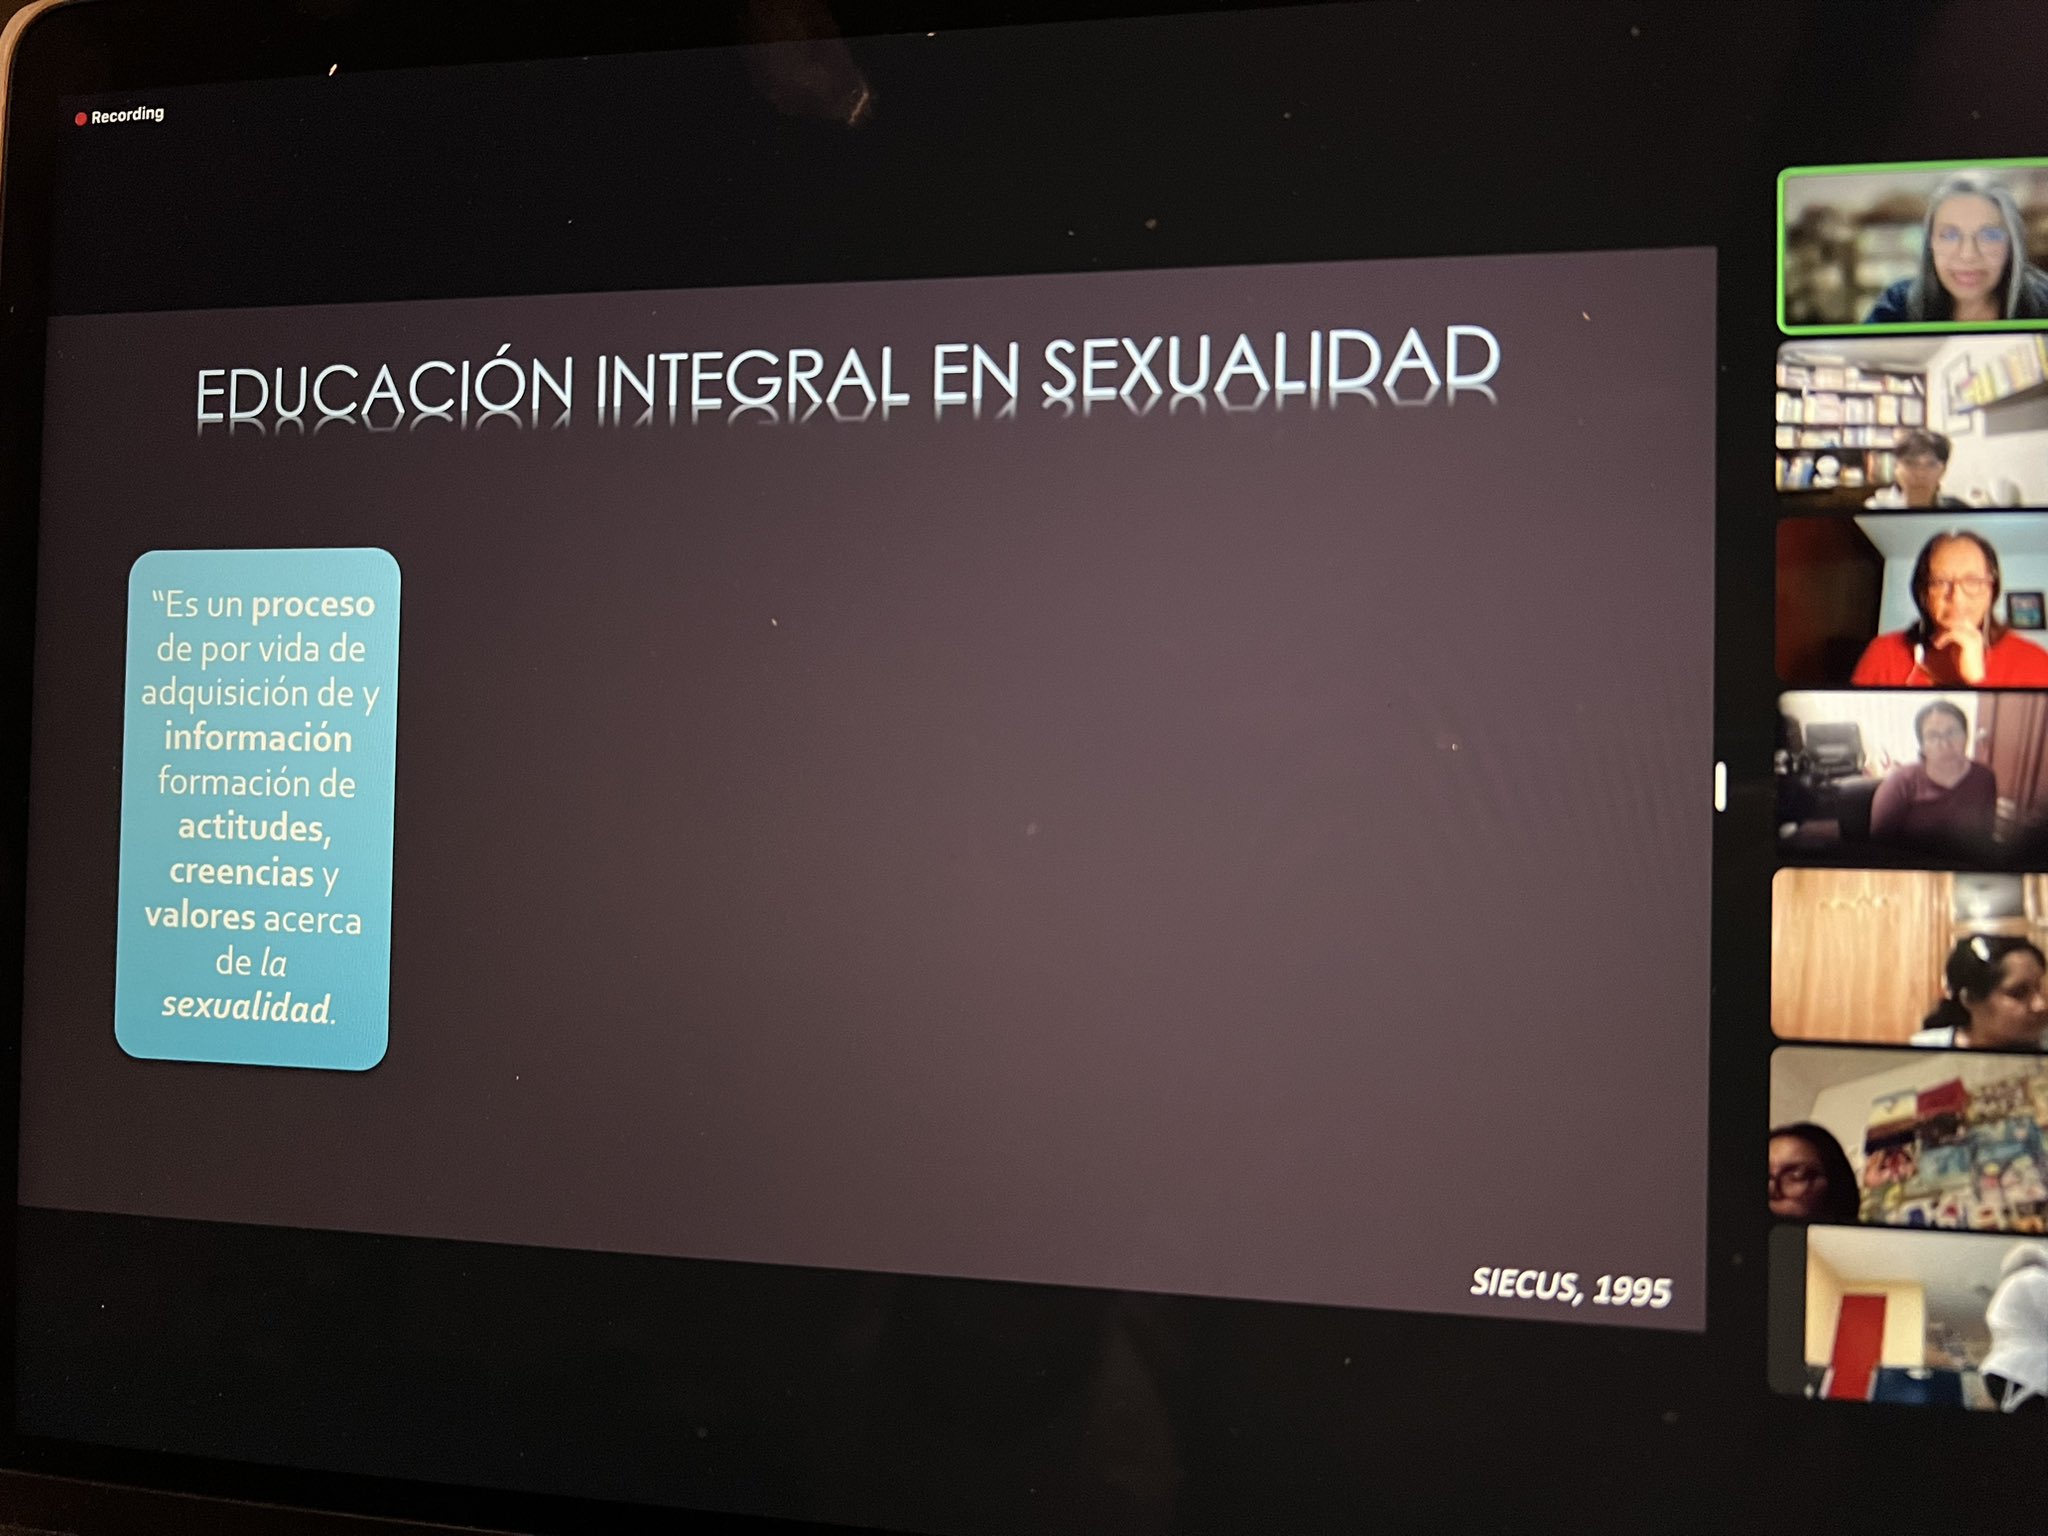 Recording
EDUCACIÓN INTEGRAL EN SEXUALIDAD
“Es un proceso
de por vida de
adquisición de y
información
formación de
actitudes,
creencias y
valores acerca
de la
sexualidad.
SIECUS, 1995